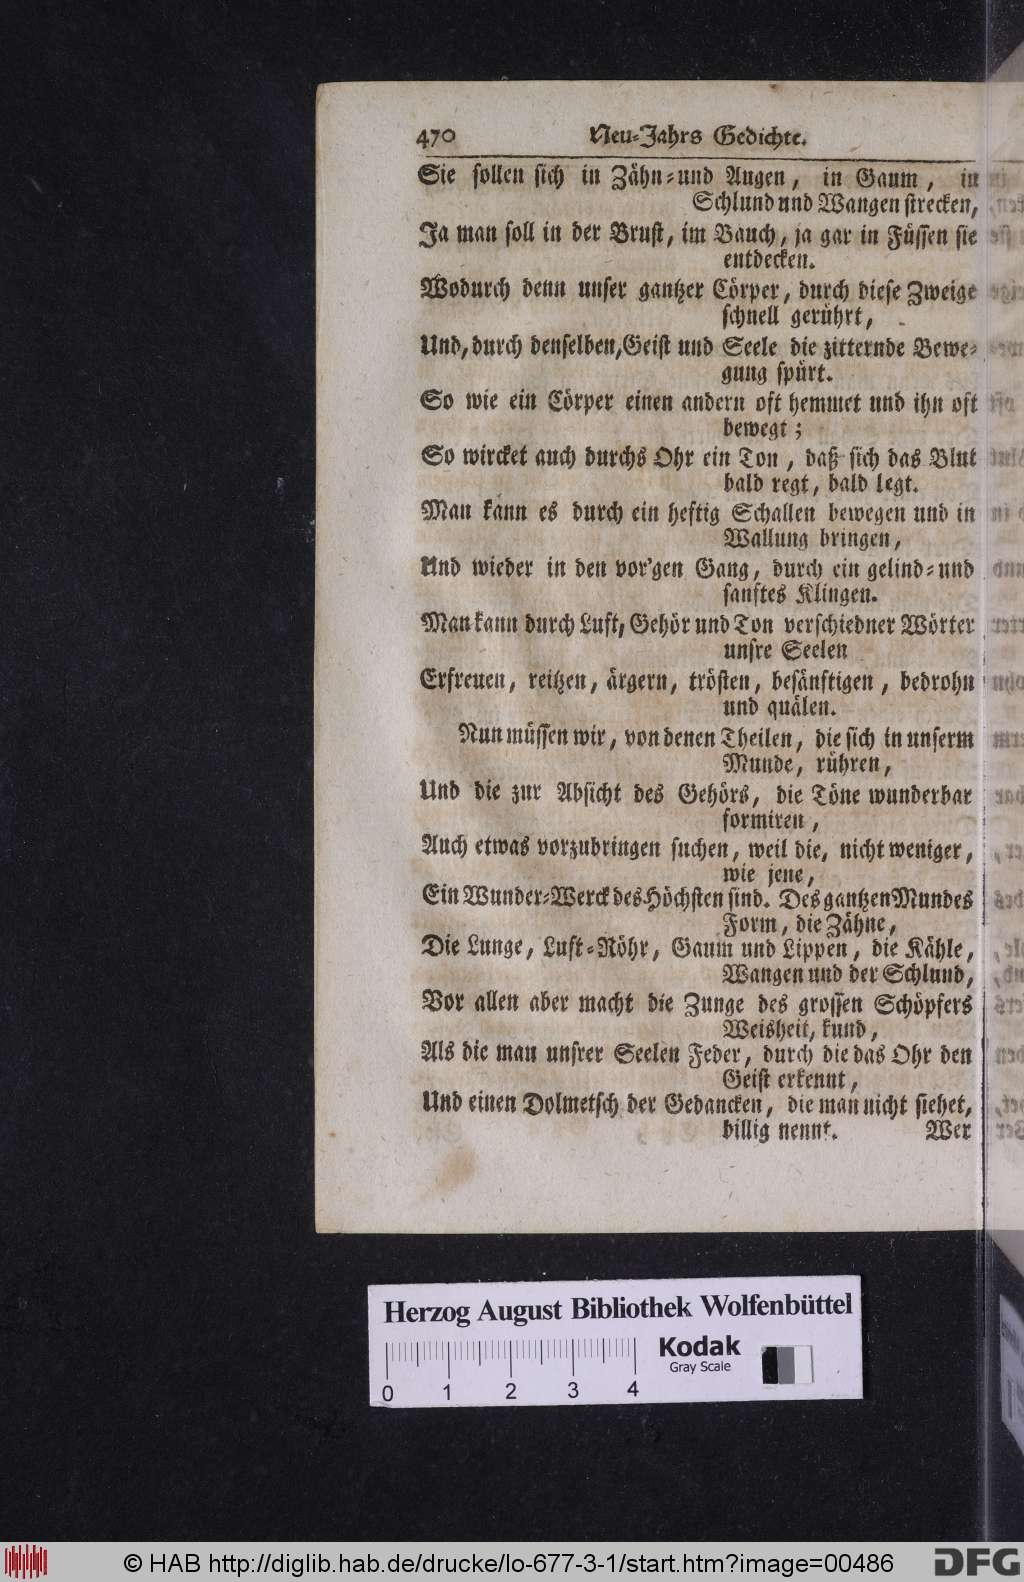 470 Neu-Jahrs Gedichte.
Sie sollen sich in Zähn-und Augen, in Gaum, in
Schlund und Wangen strecken,
Ja man soll in der Brust, im Bauch, ja gar in Füssen sie
entdecken.
Wodurch denn unser gantzer Cörper, durch diese Zweige
schnell gerührt,
Und, durch denselben, Geist und Seele die zitternde Bewe-
gung spürt.
So wie ein Cörper einen andern oft hemmet und ihn oft
bewegt;
So wircket auch durchs Ohr ein Ton, daß sich das Blut
bald regt, bald legt.
Man kann es durch ein heftig Schallen bewegen und in
Wallung bringen,
Und wieder in den vor'gen Gang, durch ein gelind-und
sanftes Klingen.
Man kann durch Luft, Gehör und Ton verschiedner Wörter
unsre Seelen
Erfreuen, reitzen, ärgern, trösten, besänftigen, bedrohn
und quälen.
Nun müssen wir, von denen Theilen, die sich in unserm
Munde, rühren,
Und die zur Absicht des Gehörs, die Töne wunderbar
formiren,
Auch etwas vorzubringen suchen, weil die, nicht weniger,
wie jene,
Ein Wunder-Werck des Höchsten sind. Des gantzen Mundes
Form, die Zähne,
Die Lunge, Luft-Röhr, Gaum und Lippen, die Kähle,
Wangen und der Schlund,
Vor allen aber macht die Zunge des grossen Schöpfers
Weisheit, kund,
Als die man unsrer Seelen Feder, durch die das Ohr den
Geist erkennt,
Und einen Dolmetsch der Gedancken, die man nicht siehet,
billig nennt. Wer
Herzog August Bibliothek Wolfenbüttel
Kodak
Gray Scale
0 1 2 3 4
© HAB http://diglib.hab.de/drucke/lo-677-3-1/start.htm?image=00486
DFG